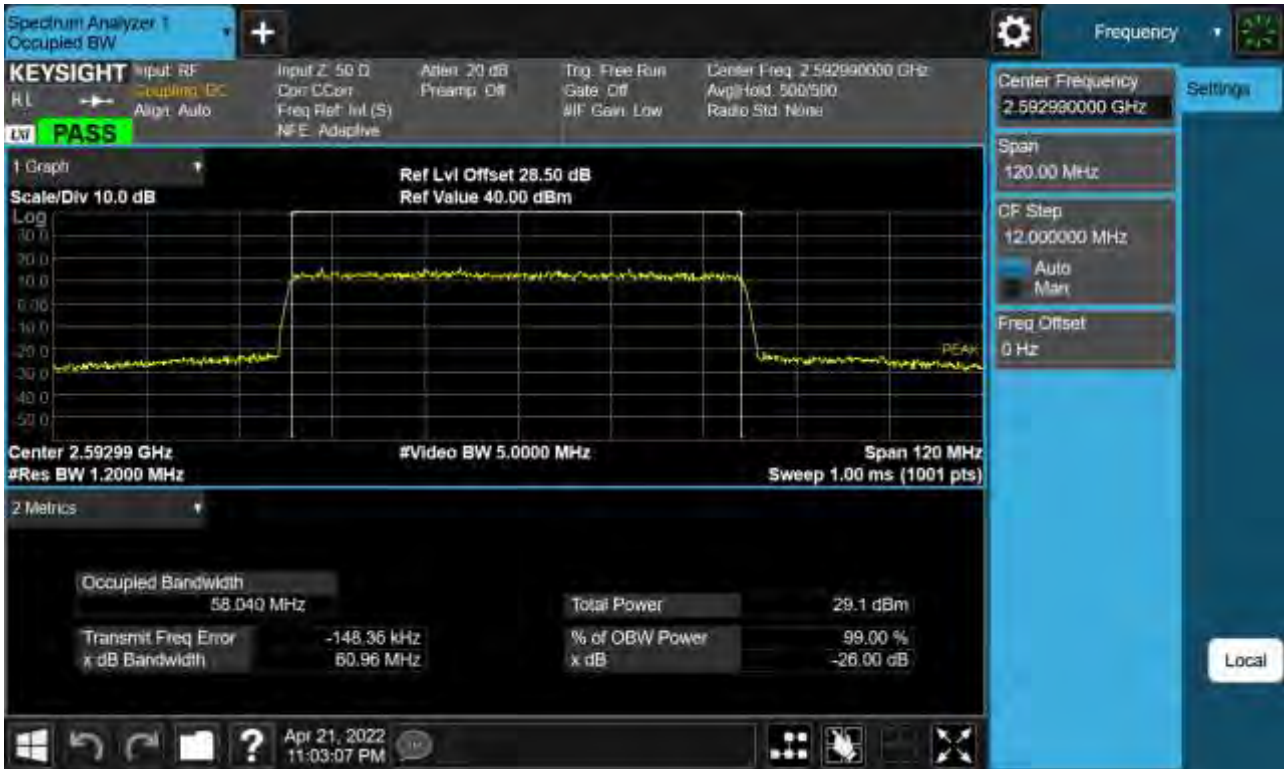 Spectrum Analyzer 1
Occupied BW
+
Frequency
KEYSIGHT
RL
PASS
Input: RF
Coupling: DC
Align: Auto
Input Z: 50 Ω
Corr CCorr
Freq Ref: Int (S)
NFE: Adaptive
Atten: 20 dB
Preamp: Off
Trig: Free Run
Gate: Off
#IF Gain: Low
Center Freq: 2.592990000 GHz
Avg|Hold: 500/500
Radio Std: None
Center Frequency
2.592990000 GHz
Settings
Span
120.00 MHz
CF Step
12.000000 MHz
Auto
Man
Freq Offset
0 Hz
1 Graph
Scale/Div 10.0 dB
Ref Lvl Offset 28.50 dB
Ref Value 40.00 dBm
Log
30.0
20.0
10.0
0.00
-10.0
-20.0
-30.0
-40.0
-50.0
PEAK
Center 2.59299 GHz
#Video BW 5.0000 MHz
Span 120 MHz
#Res BW 1.2000 MHz
Sweep 1.00 ms (1001 pts)
2 Metrics
Occupied Bandwidth
58.040 MHz
Total Power
29.1 dBm
Transmit Freq Error
-148.36 kHz
% of OBW Power
99.00 %
x dB Bandwidth
60.96 MHz
x dB
-26.00 dB
Local
?
Apr 21, 2022
11:03:07 PM